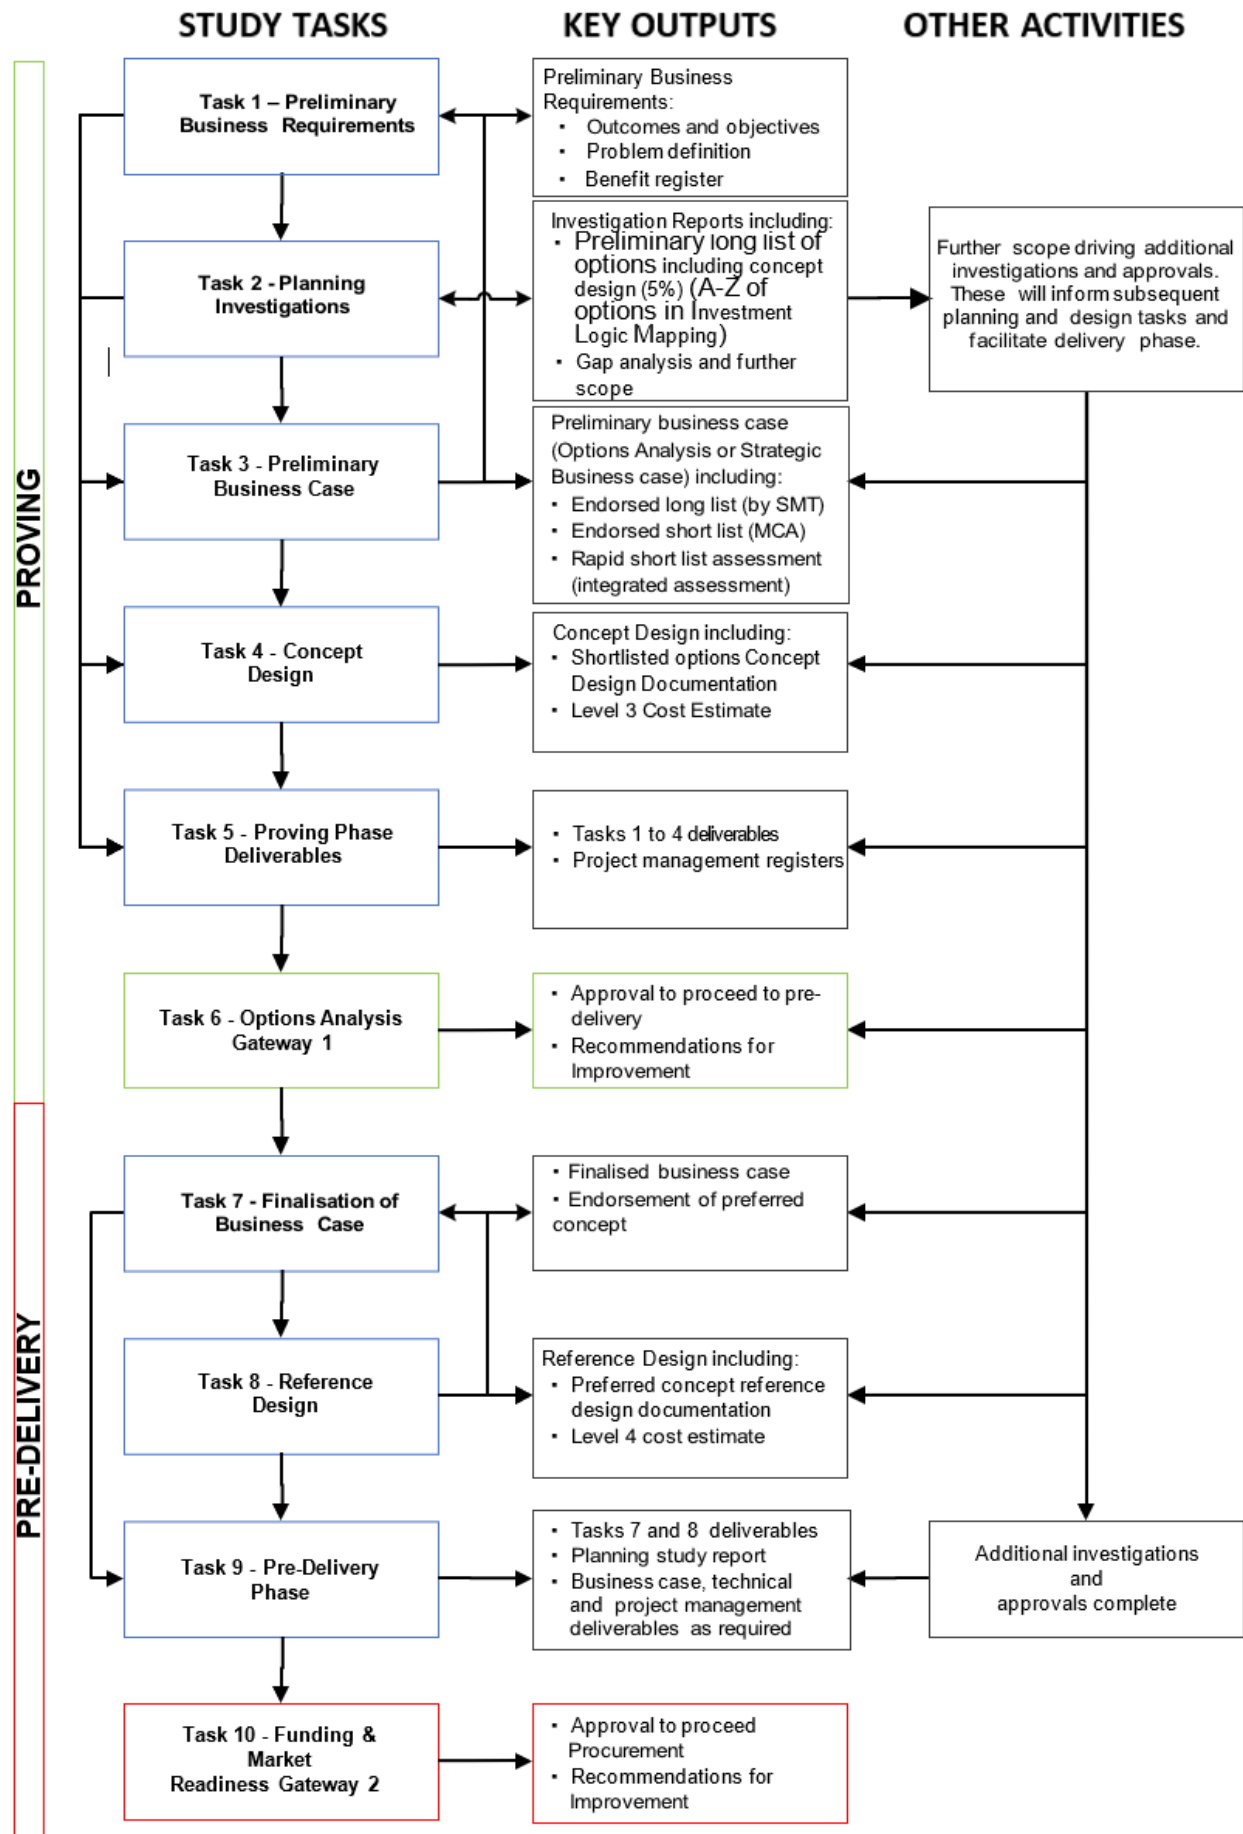 STUDY TASKS
KEY OUTPUTS
OTHER ACTIVITIES
PROVING
Task 1 – Preliminary
Business Requirements
Preliminary Business
Requirements:
▪ Outcomes and objectives
▪ Problem definition
▪ Benefit register
Task 2 - Planning
Investigations
Investigation Reports including:
▪ Preliminary long list of
options including concept
design (5%) (A-Z of
options in Investment
Logic Mapping)
▪ Gap analysis and further
scope
Further scope driving additional
investigations and approvals.
These will inform subsequent
planning and design tasks and
facilitate delivery phase.
Task 3 - Preliminary
Business Case
Preliminary business case
(Options Analysis or Strategic
Business case) including:
▪ Endorsed long list (by SMT)
▪ Endorsed short list (MCA)
▪ Rapid short list assessment
(integrated assessment)
Task 4 - Concept
Design
Concept Design including:
▪ Shortlisted options Concept
Design Documentation
▪ Level 3 Cost Estimate
Task 5 - Proving Phase
Deliverables
▪ Tasks 1 to 4 deliverables
▪ Project management registers
Task 6 - Options Analysis
Gateway 1
▪ Approval to proceed to pre-
delivery
▪ Recommendations for
Improvement
PRE-DELIVERY
Task 7 - Finalisation of
Business Case
▪ Finalised business case
▪ Endorsement of preferred
concept
Task 8 - Reference
Design
Reference Design including:
▪ Preferred concept reference
design documentation
▪ Level 4 cost estimate
Task 9 - Pre-Delivery
Phase
▪ Tasks 7 and 8 deliverables
▪ Planning study report
▪ Business case, technical
and project management
deliverables as required
Additional investigations
and
approvals complete
Task 10 - Funding &
Market
Readiness Gateway 2
▪ Approval to proceed
Procurement
▪ Recommendations for
Improvement